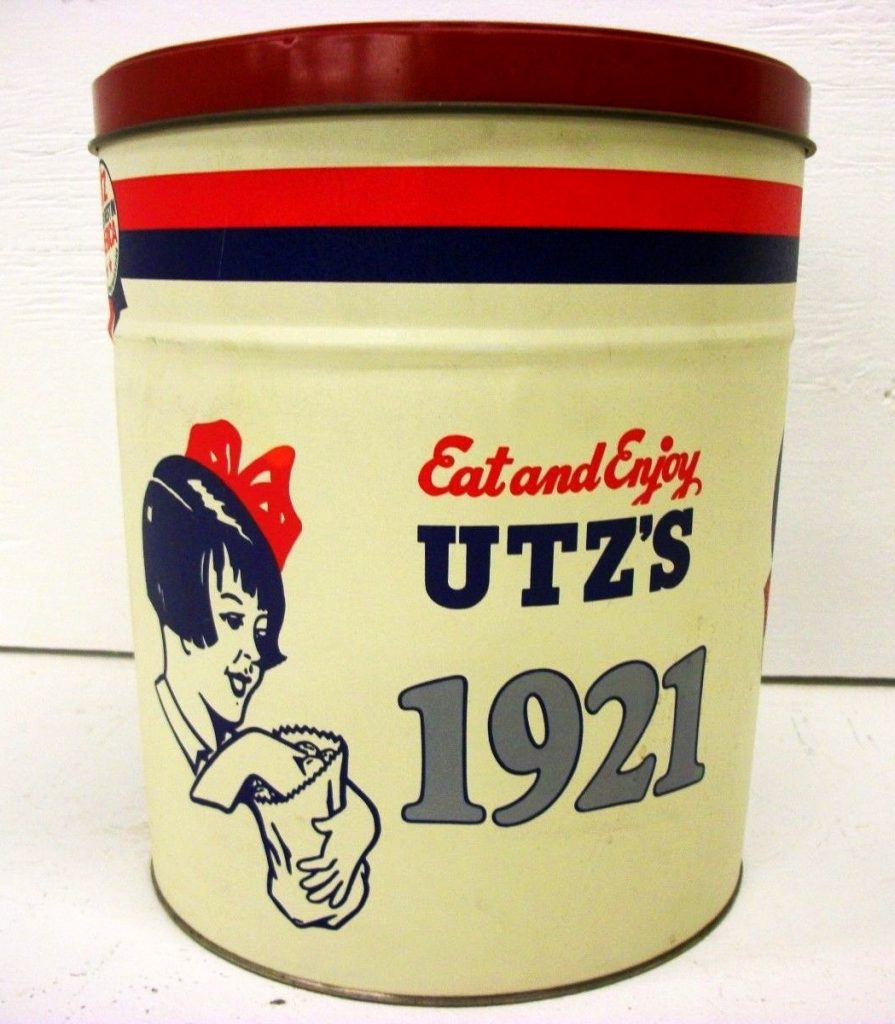 Eat and Enjoy
UTZ'S
1921